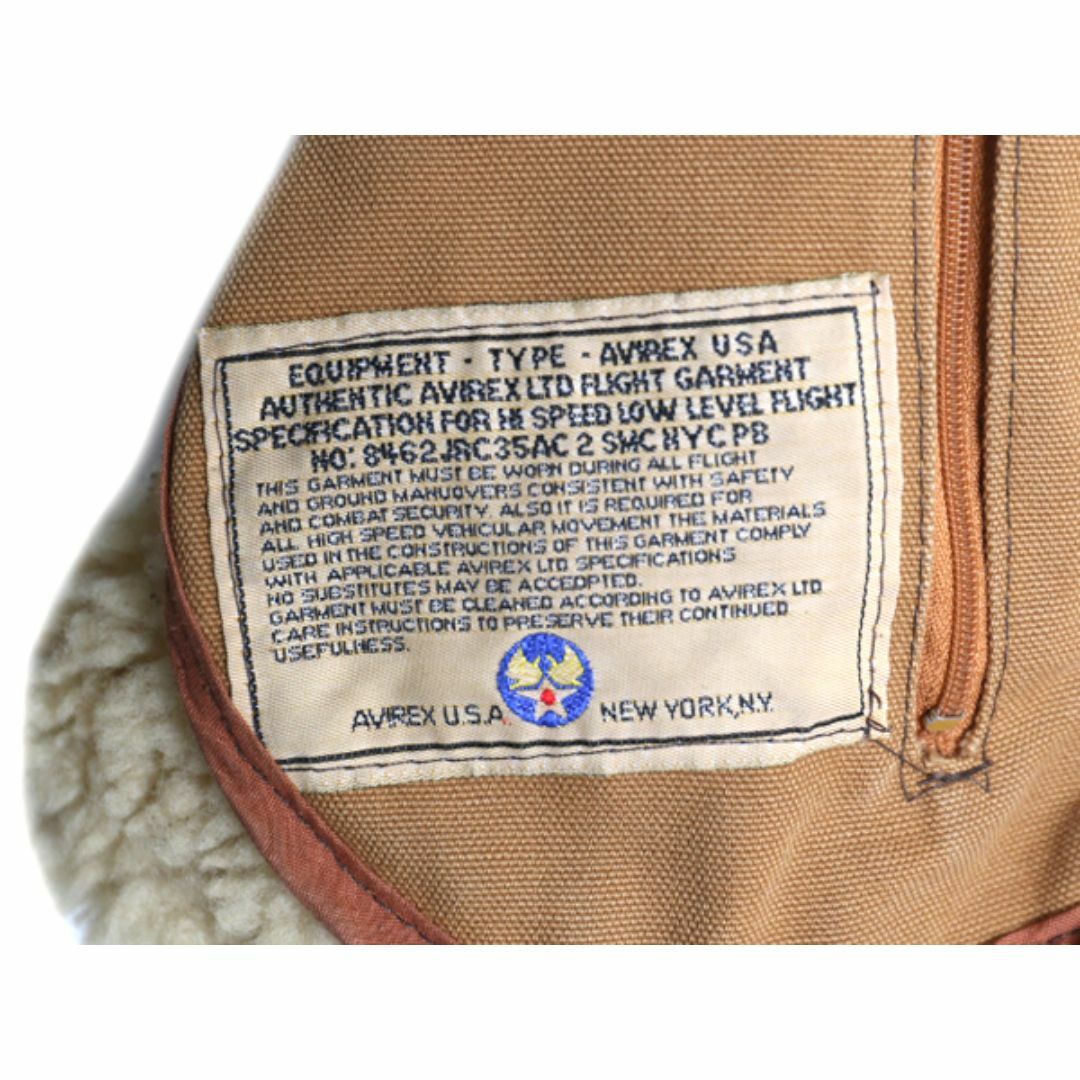 EQUIPMENT - TYPE - AVIREX USA
AUTHENTIC AVIREX LTD FLIGHT GARMENT
SPECIFICATION FOR HI SPEED LOW LEVEL FLIGHT
NO: 8462JRC35AC 2 SMC NYC PB
THIS GARMENT MUST BE WORN DURING ALL FLIGHT
AND GROUND MANUOVERS CONSISTENT WITH SAFETY
AND COMBAT SECURITY. ALSO IT IS REQUIRED FOR
ALL HIGH SPEED VEHICULAR MOVEMENT THE MATERIALS
USED IN THE CONSTRUCTIONS OF THIS GARMENT COMPLY
WITH APPLICABLE AVIREX LTD SPECIFICATIONS
NO SUBSTITUTES MAY BE ACCEDPTED.
GARMENT MUST BE CLEANED ACCORDING TO AVIREX LTD
CARE INSTRUCTIONS TO PRESERVE THEIR CONTINUED
USEFULNESS.
AVIREX U.S.A. NEW YORK, N.Y.